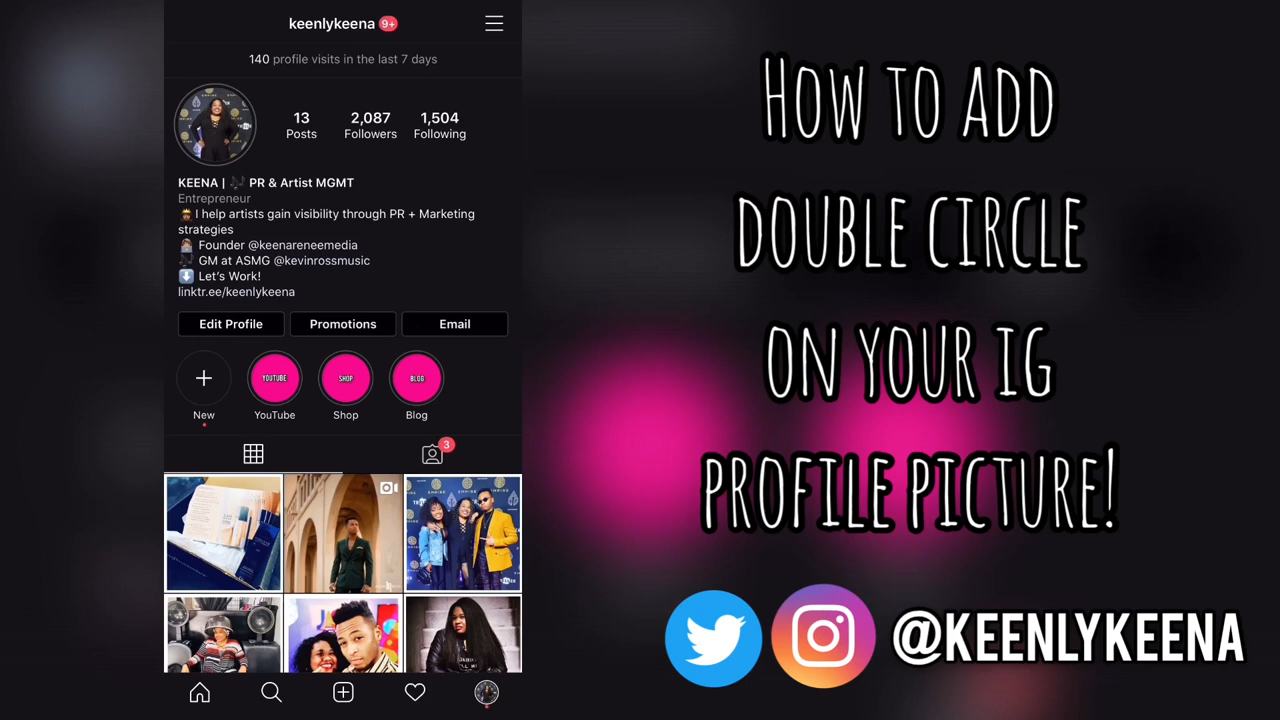 keenlykeena 9+
140 profile visits in the last 7 days
13
Posts
2,087
Followers
1,504
Following
KEENA | 🎶 PR & Artist MGMT
Entrepreneur
I help artists gain visibility through PR + Marketing
strategies
Founder @keenareneemedia
GM at ASMG @kevinrossmusic
⬇️ Let's Work!
linktr.ee/keenlykeena
Edit Profile
Promotions
Email
YOUTUBE
SHOP
BLOG
New
YouTube
Shop
Blog
3
HOW TO ADD
DOUBLE CIRCLE
ON YOUR IG
PROFILE PICTURE!
@KEENLYKEENA